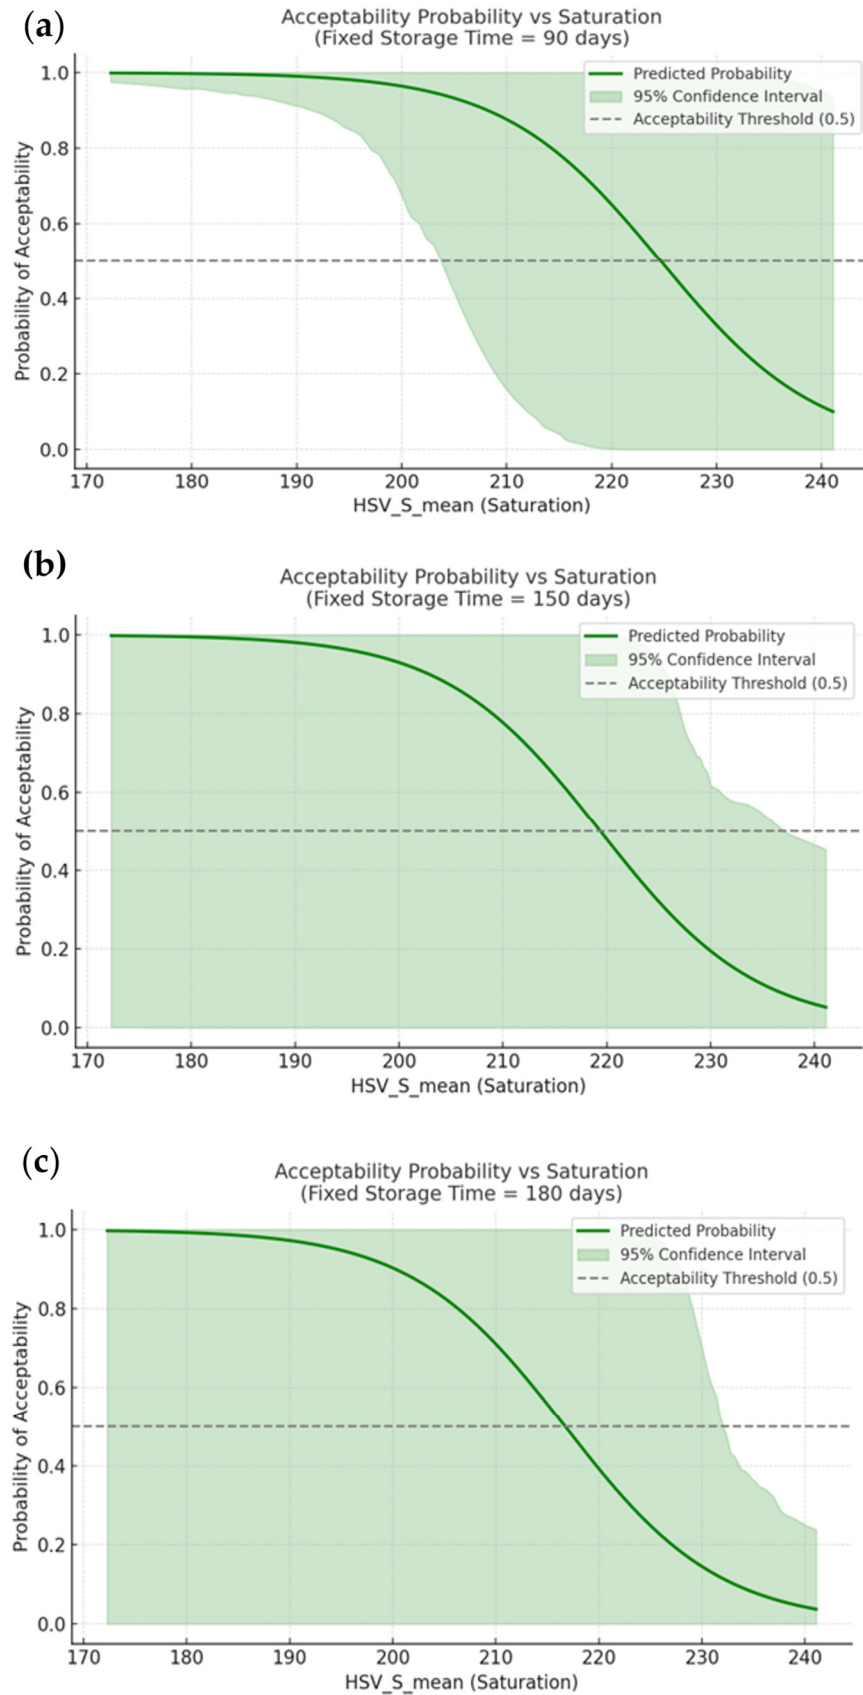 (a)
Acceptability Probability vs Saturation
(Fixed Storage Time = 90 days)
Predicted Probability
95% Confidence Interval
Acceptability Threshold (0.5)
Probability of Acceptability
1.0
0.8
0.6
0.4
0.2
0.0
170 180 190 200 210 220 230 240
HSV_S_mean (Saturation)
(b)
Acceptability Probability vs Saturation
(Fixed Storage Time = 150 days)
Predicted Probability
95% Confidence Interval
Acceptability Threshold (0.5)
Probability of Acceptability
1.0
0.8
0.6
0.4
0.2
0.0
170 180 190 200 210 220 230 240
HSV_S_mean (Saturation)
(c)
Acceptability Probability vs Saturation
(Fixed Storage Time = 180 days)
Predicted Probability
95% Confidence Interval
Acceptability Threshold (0.5)
Probability of Acceptability
1.0
0.8
0.6
0.4
0.2
0.0
170 180 190 200 210 220 230 240
HSV_S_mean (Saturation)